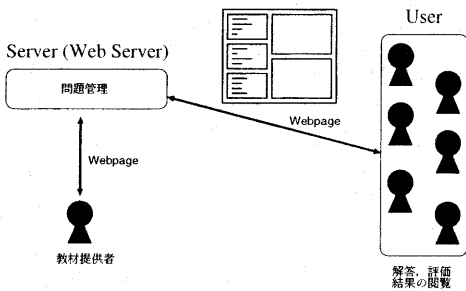 User
Server (Web Server)
問題管理
Webpage
Webpage
教材提供者
解答,評価
結果の閲覧